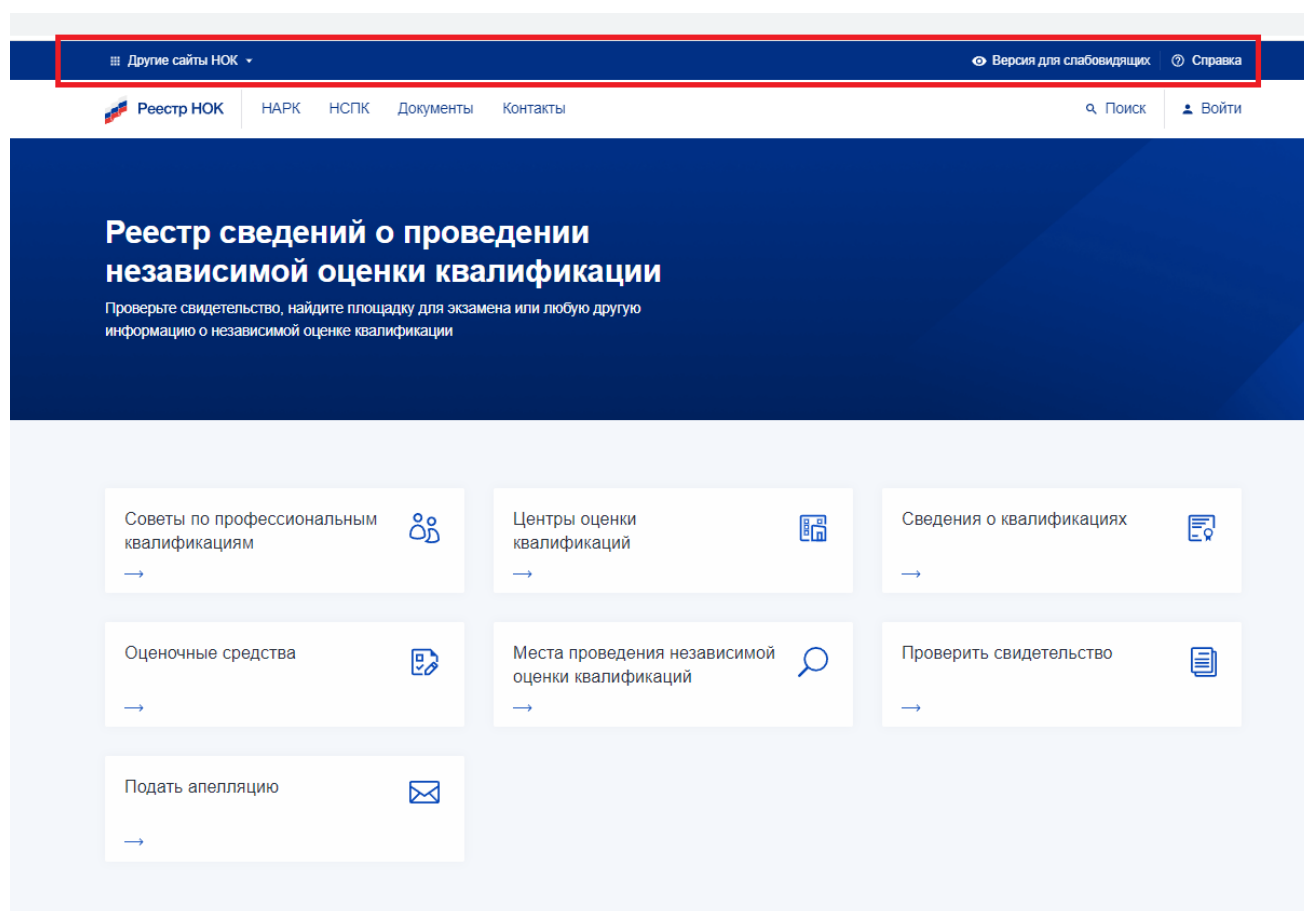 Другие сайты НОК
Версия для слабовидящих
Справка
Реестр НОК
НАРК
НСПК
Документы
Контакты
Поиск
Войти
Реестр сведений о проведении
независимой оценки квалификации
Проверьте свидетельство, найдите площадку для экзамена или любую другую
информацию о независимой оценке квалификации
Советы по профессиональным
квалификациям
Центры оценки
квалификаций
Сведения о квалификациях
Оценочные средства
Места проведения независимой
оценки квалификаций
Проверить свидетельство
Подать апелляцию